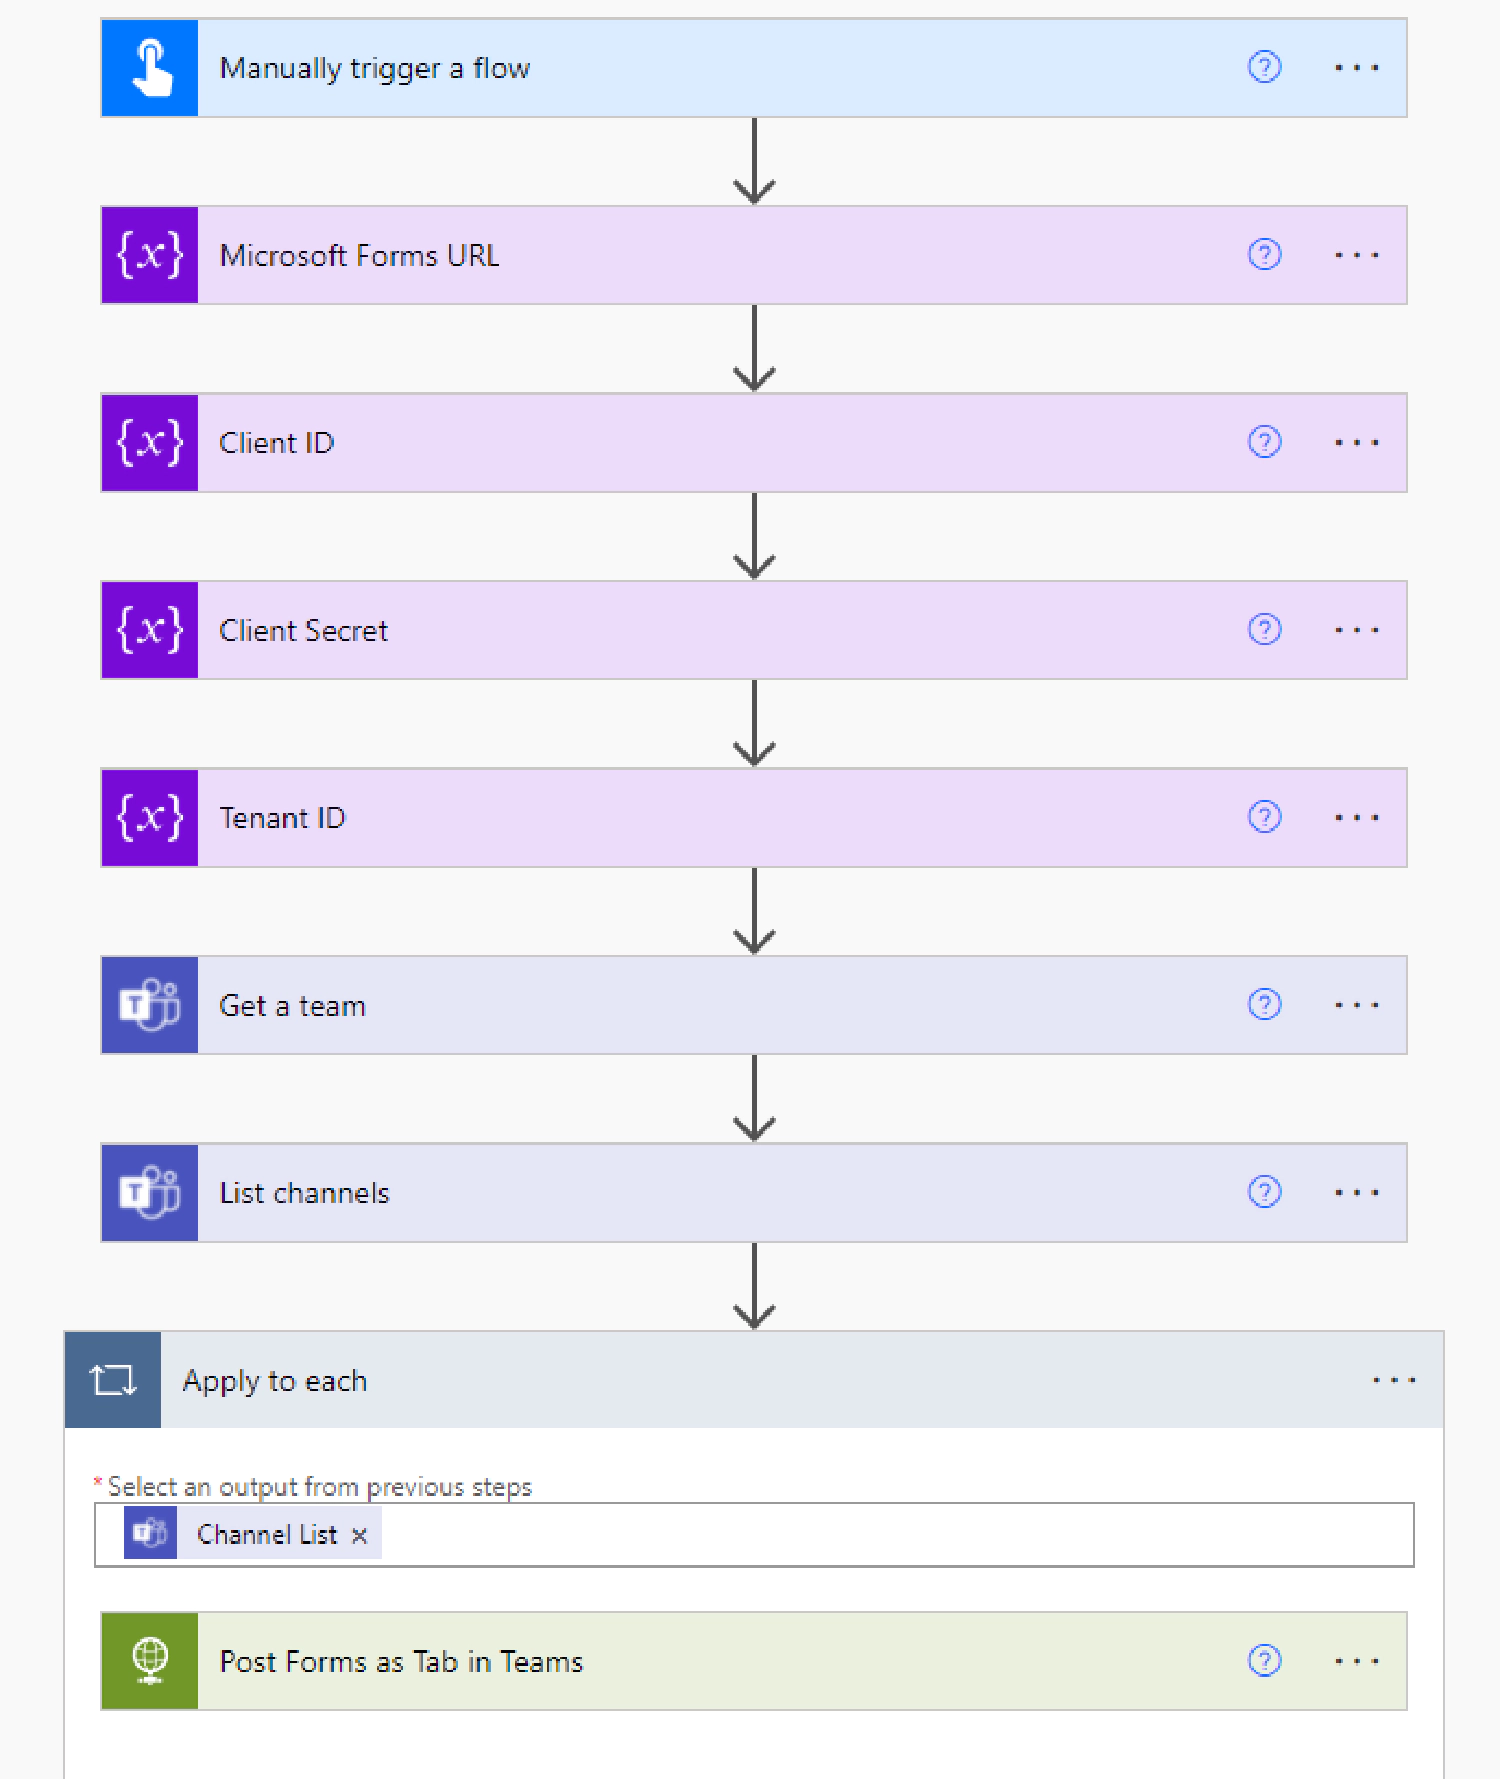 Manually trigger a flow
{x} Microsoft Forms URL
{x} Client ID
{x} Client Secret
{x} Tenant ID
T Get a team
T List channels
Apply to each
* Select an output from previous steps
T Channel List ×
Post Forms as Tab in Teams